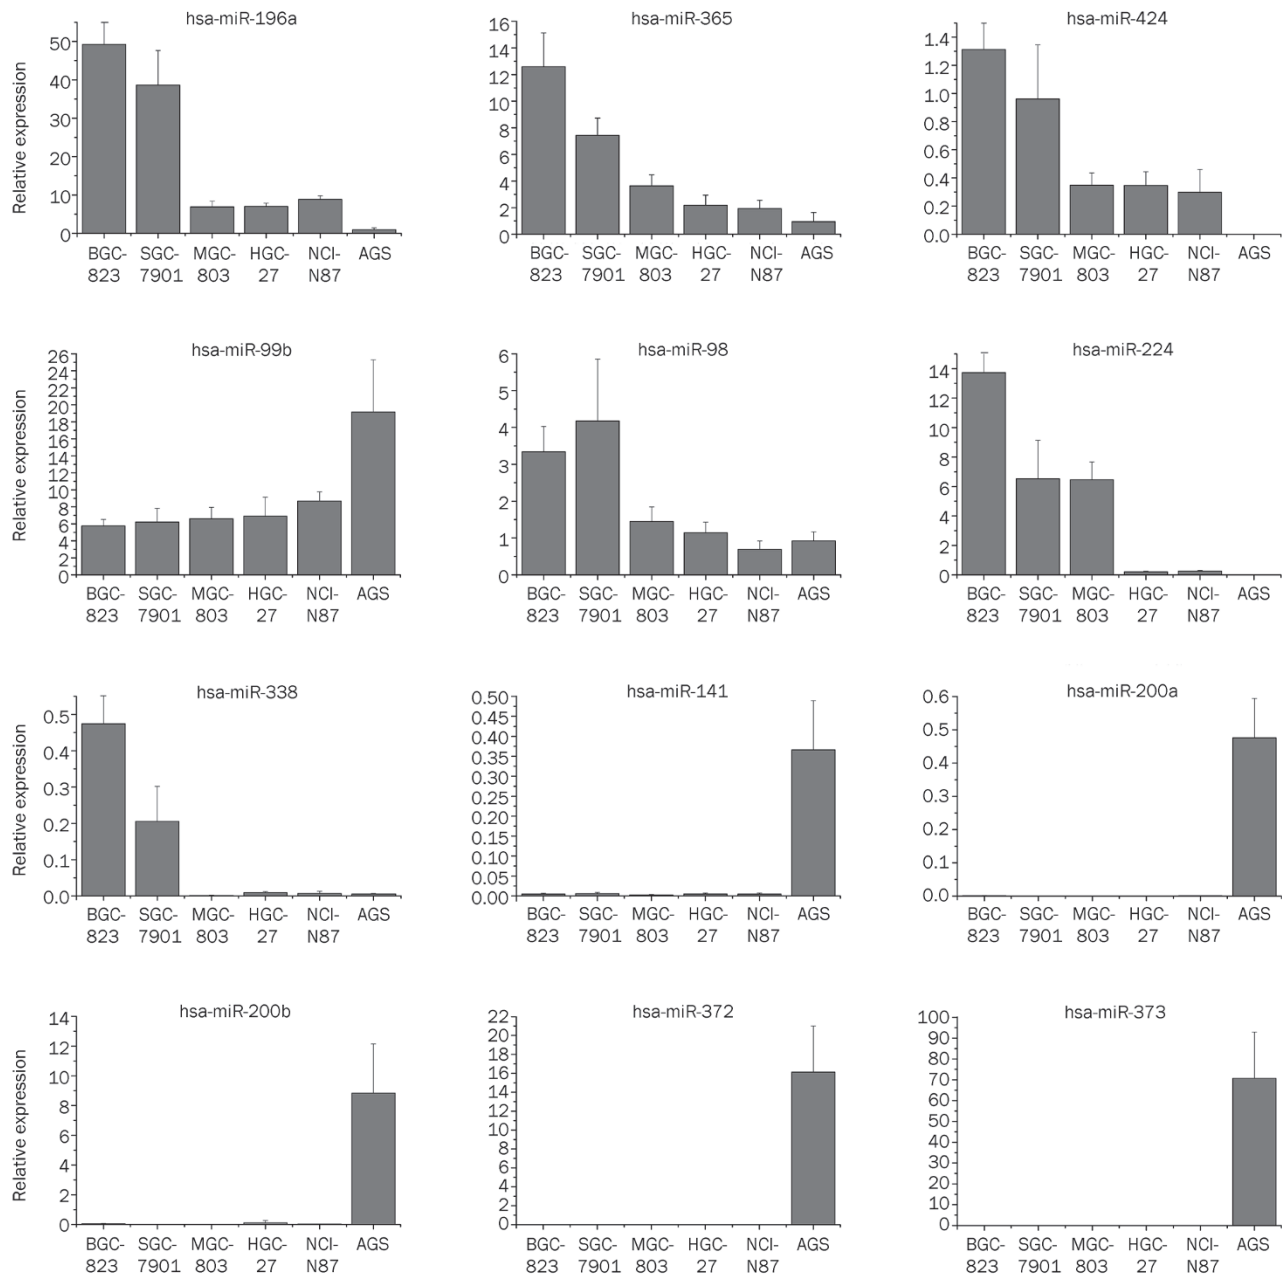 hsa-miR-196a
Relative expression
50
40
30
20
10
0
BGC- SGC- MGC- HGC- NCI- AGS
823 7901 803 27 N87
hsa-miR-365
16
14
12
10
8
6
4
2
0
BGC- SGC- MGC- HGC- NCI- AGS
823 7901 803 27 N87
hsa-miR-424
1.4
1.2
1.0
0.8
0.6
0.4
0.2
0.0
BGC- SGC- MGC- HGC- NCI- AGS
823 7901 803 27 N87
hsa-miR-99b
Relative expression
26
24
22
20
18
16
14
12
10
8
6
4
2
0
BGC- SGC- MGC- HGC- NCI- AGS
823 7901 803 27 N87
hsa-miR-98
6
5
4
3
2
1
0
BGC- SGC- MGC- HGC- NCI- AGS
823 7901 803 27 N87
hsa-miR-224
14
12
10
8
6
4
2
0
BGC- SGC- MGC- HGC- NCI- AGS
823 7901 803 27 N87
hsa-miR-338
Relative expression
0.5
0.4
0.3
0.2
0.1
0.0
BGC- SGC- MGC- HGC- NCI- AGS
823 7901 803 27 N87
hsa-miR-141
0.50
0.45
0.40
0.35
0.30
0.25
0.20
0.15
0.10
0.05
0.00
BGC- SGC- MGC- HGC- NCI- AGS
823 7901 803 27 N87
hsa-miR-200a
0.6
0.5
0.4
0.3
0.2
0.1
0.0
BGC- SGC- MGC- HGC- NCI- AGS
823 7901 803 27 N87
hsa-miR-200b
Relative expression
14
12
10
8
6
4
2
0
BGC- SGC- MGC- HGC- NCI- AGS
823 7901 803 27 N87
hsa-miR-372
22
20
18
16
14
12
10
8
6
4
2
0
BGC- SGC- MGC- HGC- NCI- AGS
823 7901 803 27 N87
hsa-miR-373
100
90
80
70
60
50
40
30
20
10
0
BGC- SGC- MGC- HGC- NCI- AGS
823 7901 803 27 N87